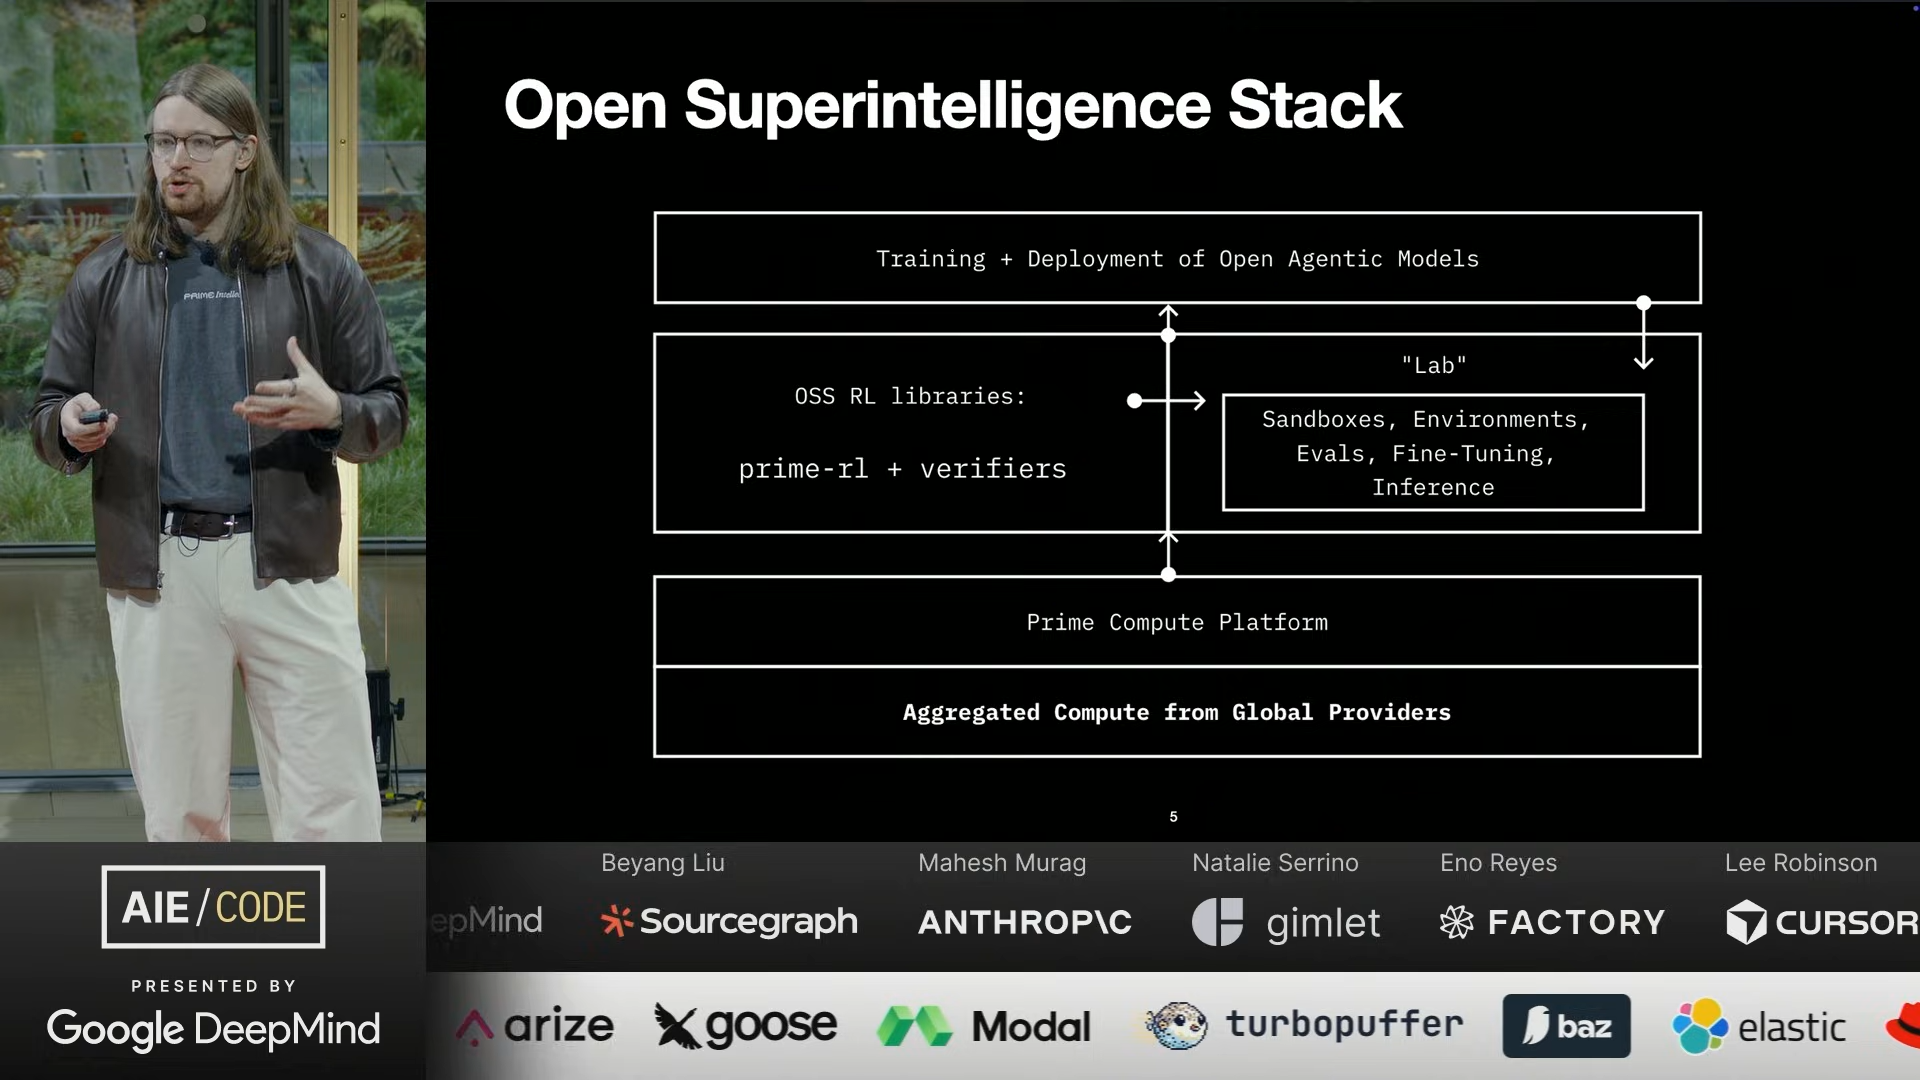 Open Superintelligence Stack
Training + Deployment of Open Agentic Models
OSS RL libraries:
prime-rl + verifiers
"Lab"
Sandboxes, Environments,
Evals, Fine-Tuning,
Inference
Prime Compute Platform
Aggregated Compute from Global Providers
5
PRIME Intelle
AIE/CODE
PRESENTED BY
Google DeepMind
epMind
Beyang Liu
Sourcegraph
Mahesh Murag
ANTHROP\C
Natalie Serrino
gimlet
Eno Reyes
FACTORY
Lee Robinson
CURSOR
arize
goose
Modal
turbopuffer
baz
elastic